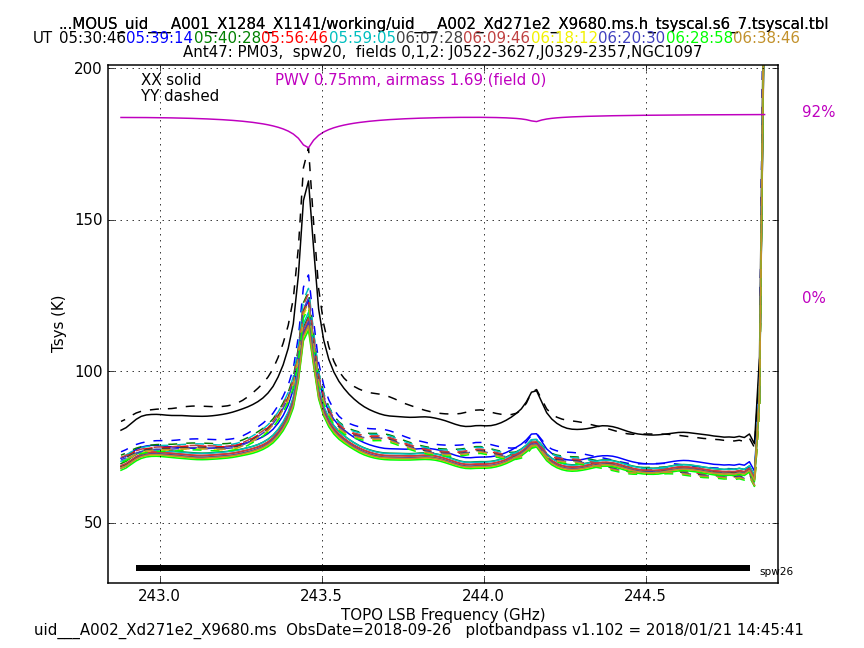 ...MOUS_uid___A001_X1284_X1141/working/uid___A002_Xd271e2_X9680.ms.h_tsyscal.s6_7.tsyscal.tbl
UT 05:30:46 05:39:14 05:40:28 05:56:46 05:59:05 06:07:28 06:09:46 06:18:12 06:20:30 06:28:58 06:38:46
Ant47: PM03, spw20, fields 0,1,2: J0522-3627,J0329-2357,NGC1097
200
XX solid
PWV 0.75mm, airmass 1.69 (field 0)
YY dashed
92%
150
0%
Tsys (K)
100
50
spw26
243.0 243.5 244.0 244.5
TOPO LSB Frequency (GHz)
uid___A002_Xd271e2_X9680.ms ObsDate=2018-09-26 plotbandpass v1.102 = 2018/01/21 14:45:41